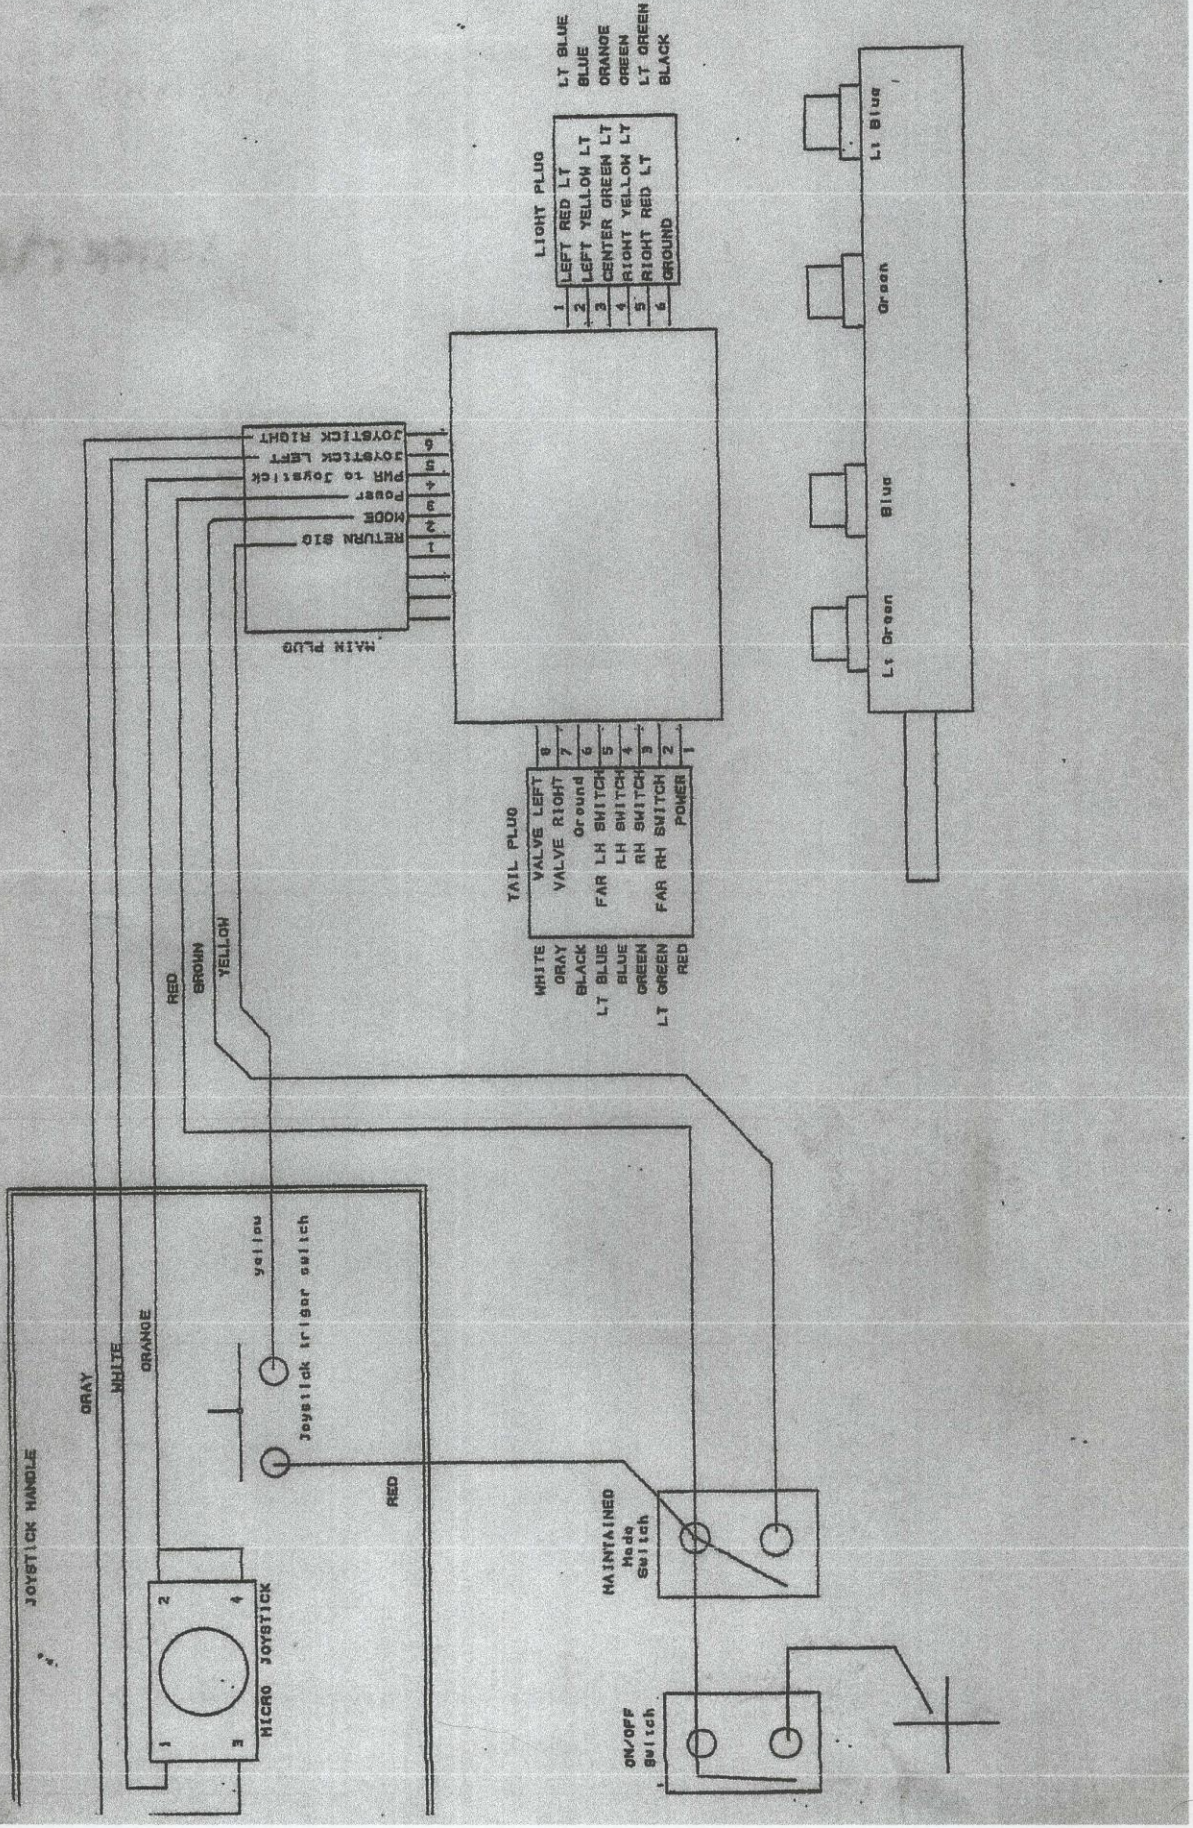 JOYSTICK HANDLE
GRAY
WHITE
ORANGE
RED
BROWN
YELLOW
yellow
Joystick triger switch
RED
2
4
1
3
MICRO JOYSTICK
MAINTAINED
Mode
Switch
ON/OFF
Switch
MAIN PLUG
JOYSTICK RIGHT
6
JOYSTICK LEFT
5
PWR to Joystick
4
Power
3
MODE
2
RETURN SIG
1
LIGHT PLUG
1 LEFT RED LT LT BLUE
2 LEFT YELLOW LT BLUE
3 CENTER GREEN LT ORANGE
4 RIGHT YELLOW LT GREEN
5 RIGHT RED LT LT GREEN
6 GROUND BLACK
TAIL PLUG
WHITE VALVE LEFT 8
GRAY VALVE RIGHT 7
BLACK Ground 6
LT BLUE FAR LH SWITCH 5
BLUE LH SWITCH 4
GREEN RH SWITCH 3
LT GREEN FAR RH SWITCH 2
RED POWER 1
Lt Green
Blue
Green
Lt Blue